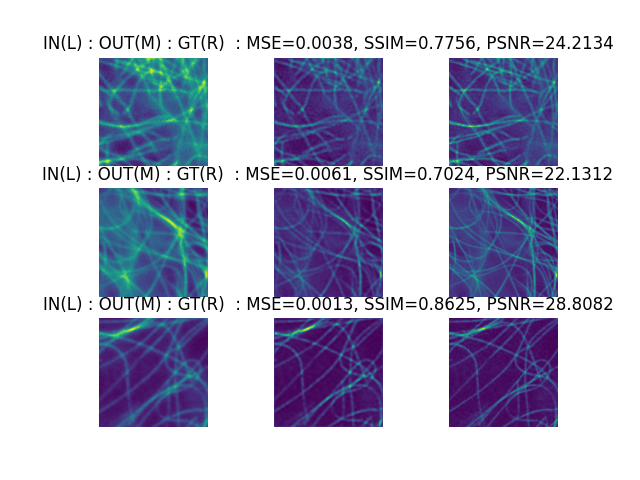 IN(L) : OUT(M) : GT(R)  : MSE=0.0038, SSIM=0.7756, PSNR=24.2134
IN(L) : OUT(M) : GT(R)  : MSE=0.0061, SSIM=0.7024, PSNR=22.1312
IN(L) : OUT(M) : GT(R)  : MSE=0.0013, SSIM=0.8625, PSNR=28.8082